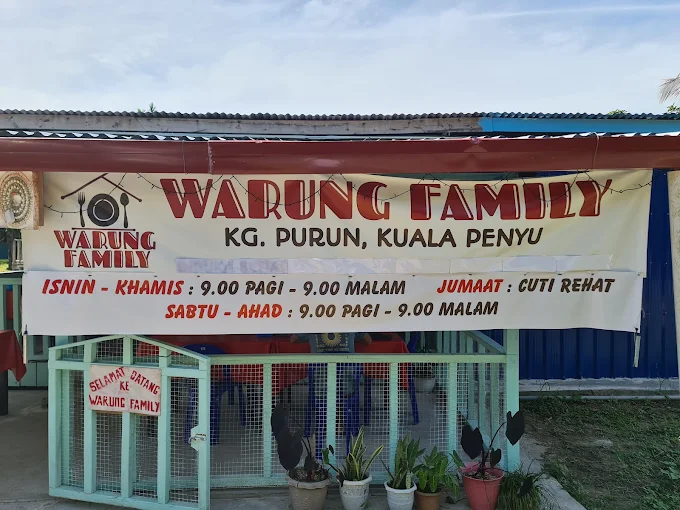 WARUNG FAMILY
KG. PURUN, KUALA PENYU
WARUNG
FAMILY
ISNIN - KHAMIS : 9.00 PAGI - 9.00 MALAM JUMAAT : CUTI REHAT
SABTU - AHAD : 9.00 PAGI - 9.00 MALAM
SELAMAT DATANG
KE
WARUNG FAMILY